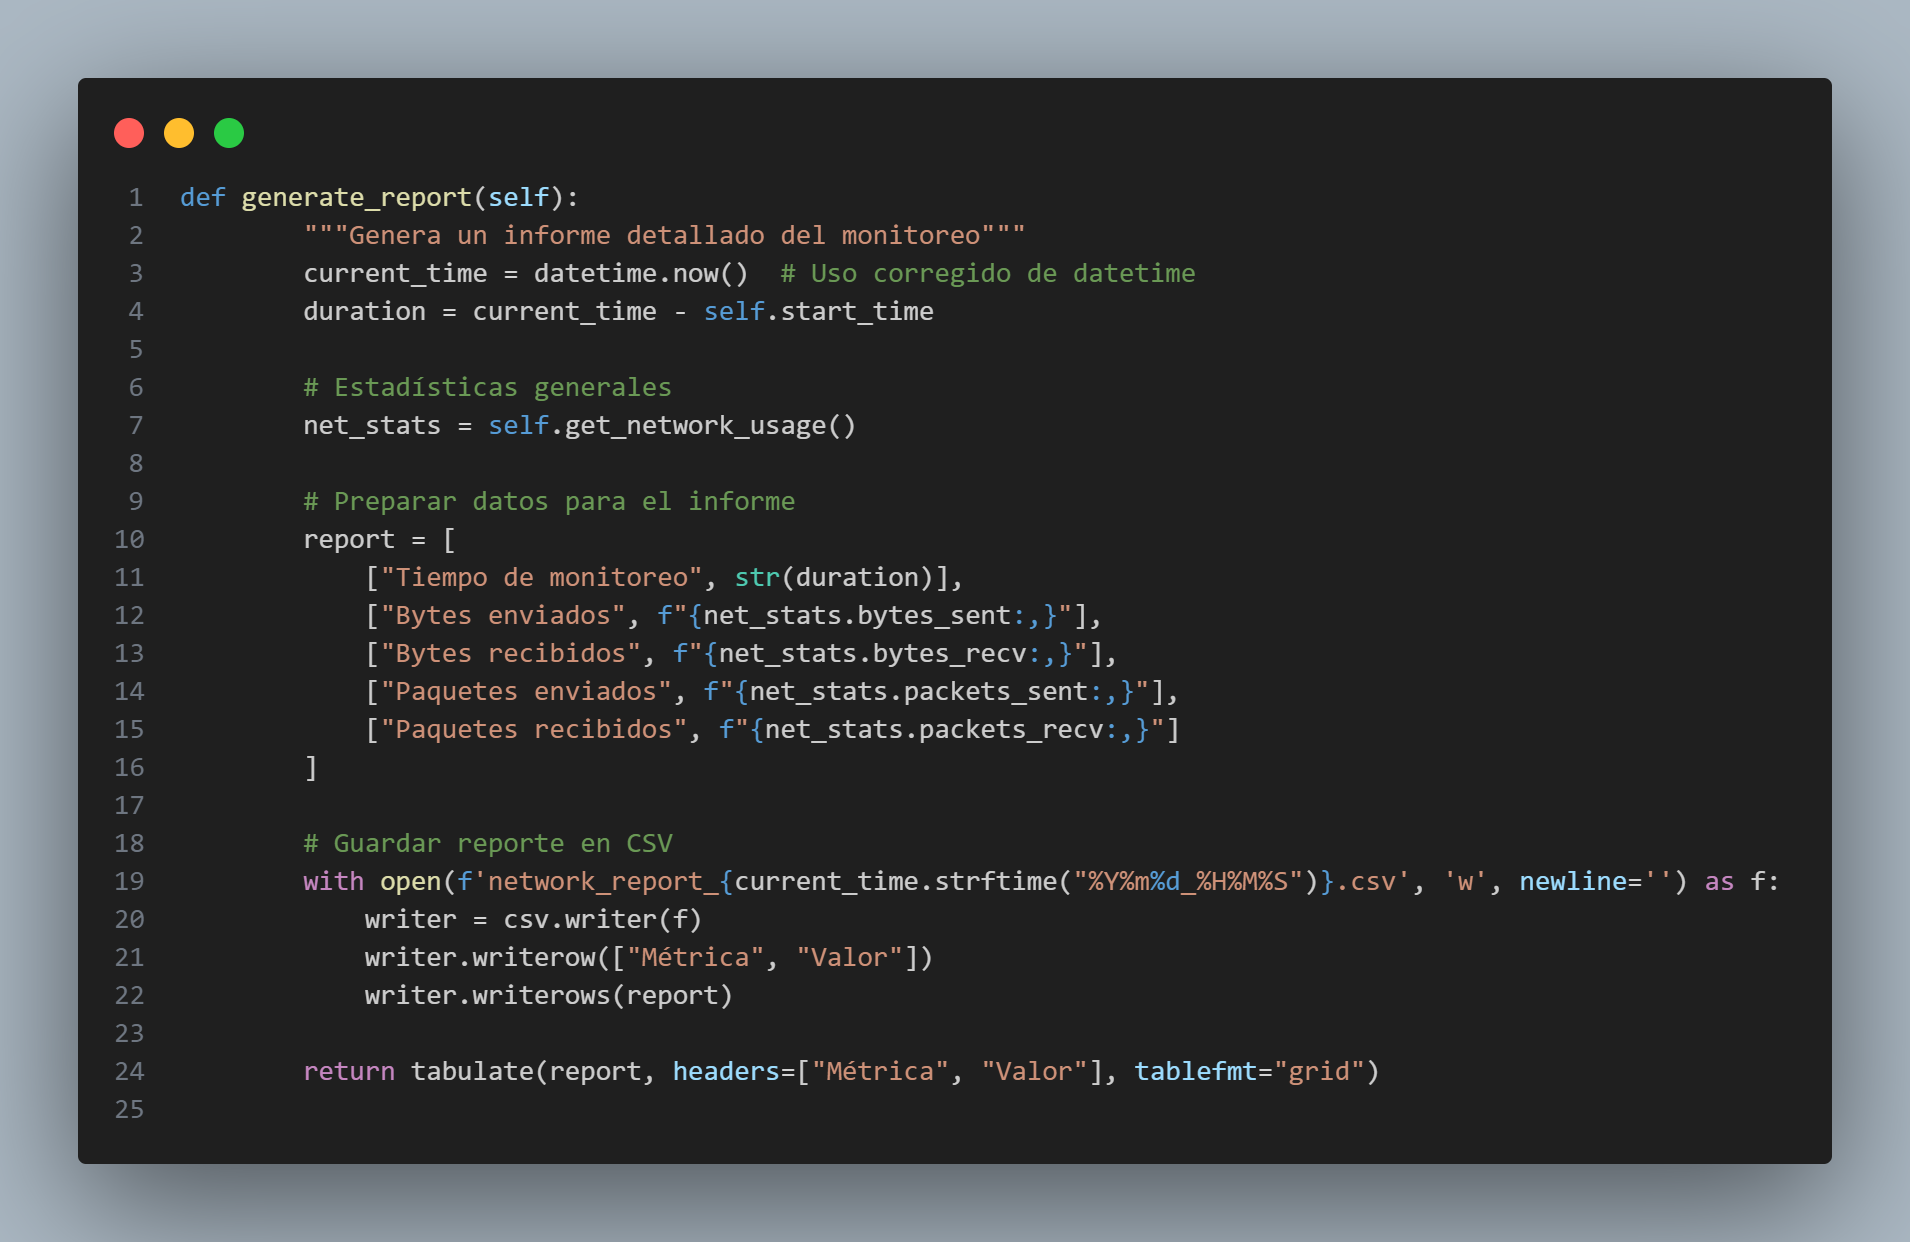 1 def generate_report(self):
2         """Genera un informe detallado del monitoreo"""
3         current_time = datetime.now()  # Uso corregido de datetime
4         duration = current_time - self.start_time
5
6         # Estadísticas generales
7         net_stats = self.get_network_usage()
8
9         # Preparar datos para el informe
10         report = [
11             ["Tiempo de monitoreo", str(duration)],
12             ["Bytes enviados", f"{net_stats.bytes_sent:,}"],
13             ["Bytes recibidos", f"{net_stats.bytes_recv:,}"],
14             ["Paquetes enviados", f"{net_stats.packets_sent:,}"],
15             ["Paquetes recibidos", f"{net_stats.packets_recv:,}"]
16         ]
17
18         # Guardar reporte en CSV
19         with open(f'network_report_{current_time.strftime("%Y%m%d_%H%M%S")}.csv', 'w', newline='') as f:
20             writer = csv.writer(f)
21             writer.writerow(["Métrica", "Valor"])
22             writer.writerows(report)
23
24         return tabulate(report, headers=["Métrica", "Valor"], tablefmt="grid")
25